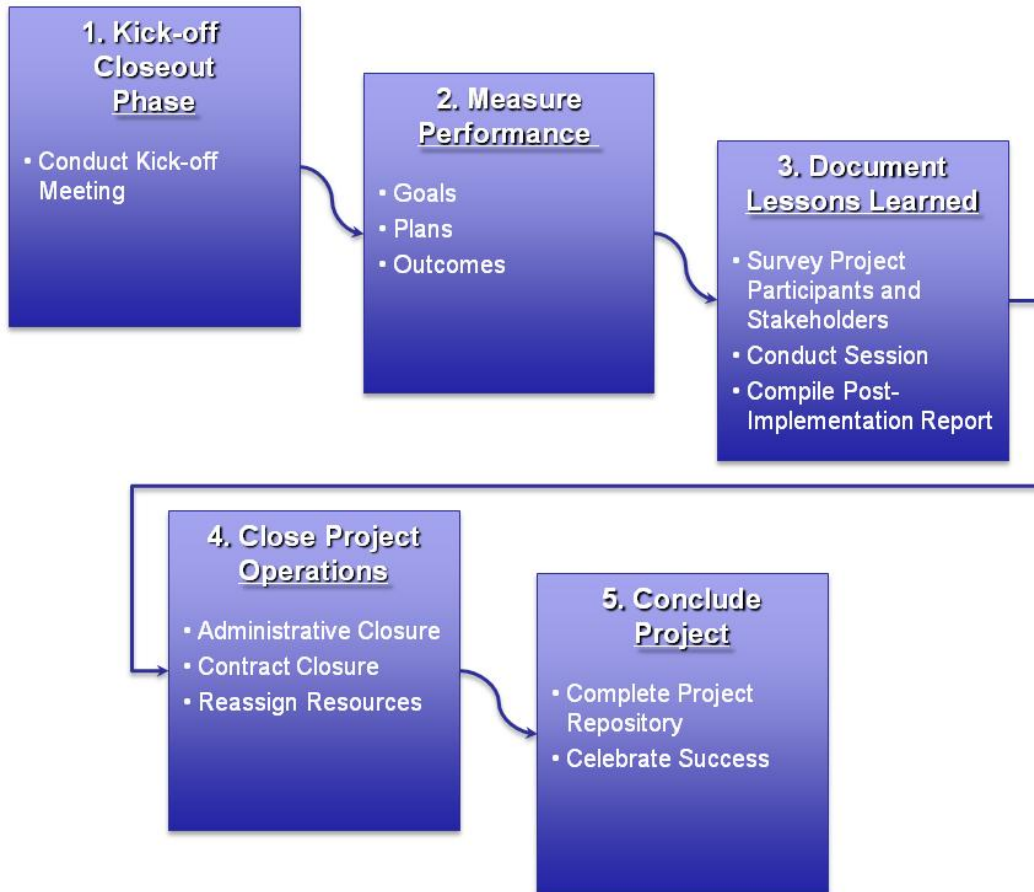 1. Kick-off
Closeout
Phase
• Conduct Kick-off
Meeting
2. Measure
Performance
• Goals
• Plans
• Outcomes
3. Document
Lessons Learned
• Survey Project
Participants and
Stakeholders
• Conduct Session
• Compile Post-
Implementation Report
4. Close Project
Operations
• Administrative Closure
• Contract Closure
• Reassign Resources
5. Conclude
Project
• Complete Project
Repository
• Celebrate Success